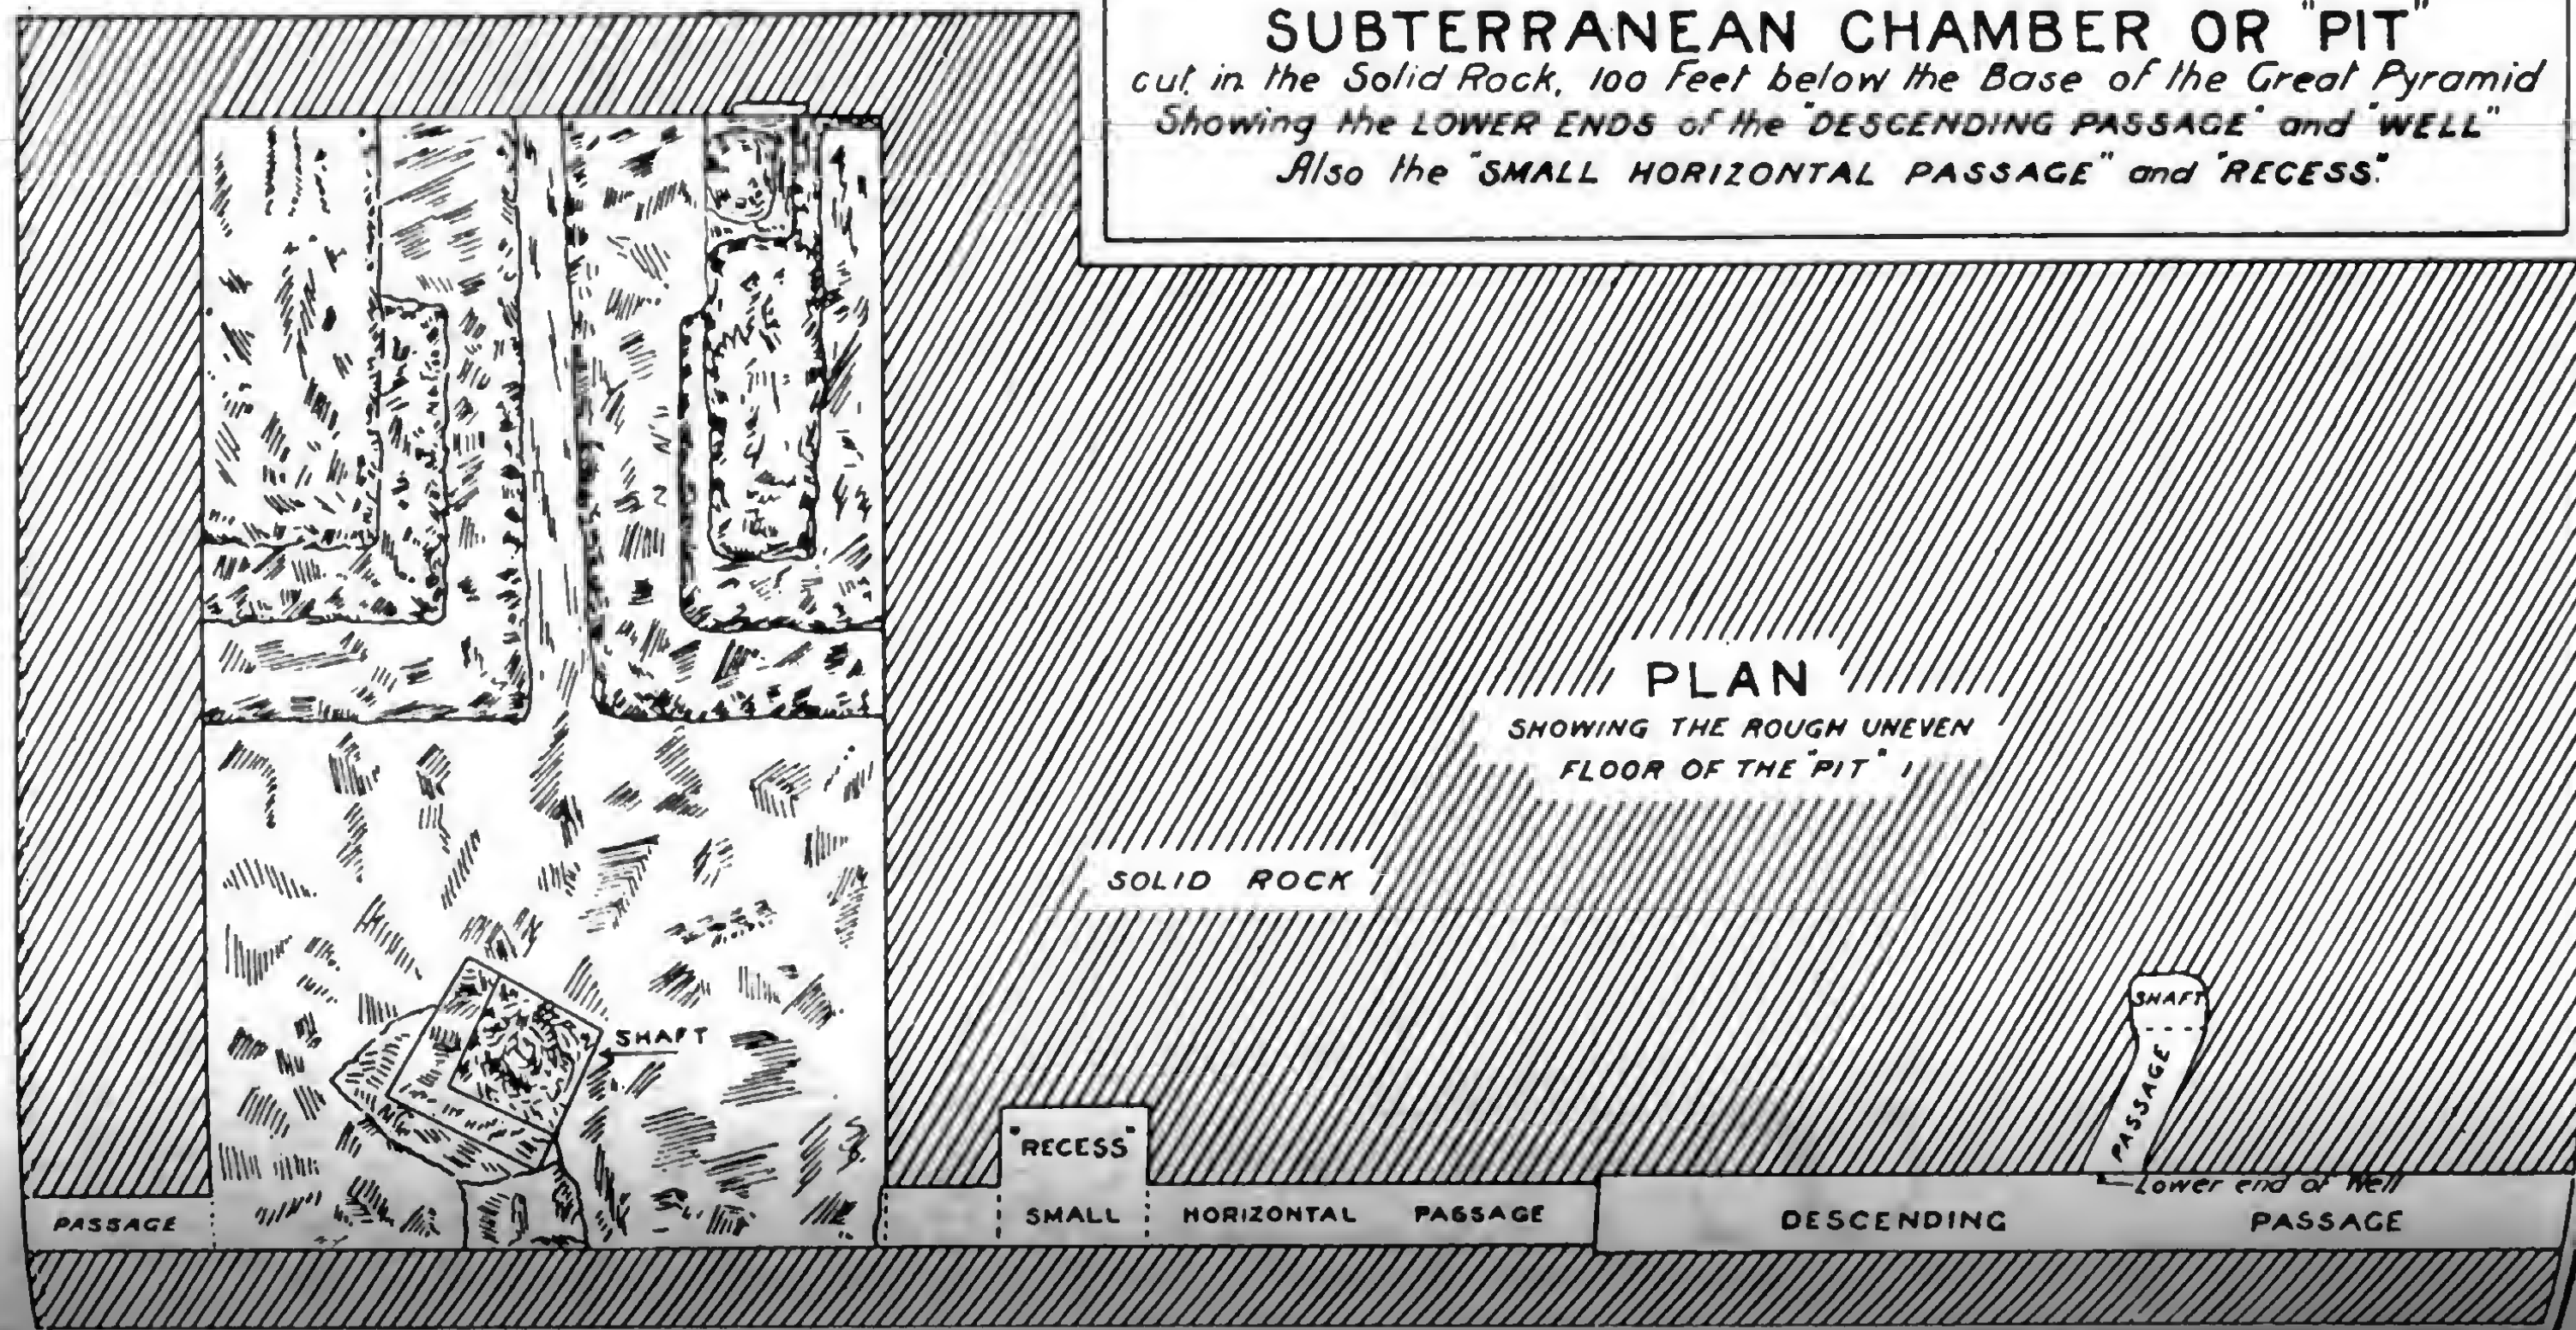 SUBTERRANEAN CHAMBER OR "PIT"
cut in the Solid Rock, 100 Feet below the Base of the Great Pyramid
Showing the LOWER ENDS of the "DESCENDING PASSAGE" and "WELL"
Also the "SMALL HORIZONTAL PASSAGE" and "RECESS".
PLAN
SHOWING THE ROUGH UNEVEN
FLOOR OF THE "PIT"
SOLID ROCK
SHAFT
SHAFT
PASSAGE
"RECESS"
Lower end of Well
PASSAGE
SMALL HORIZONTAL PASSAGE
DESCENDING PASSAGE